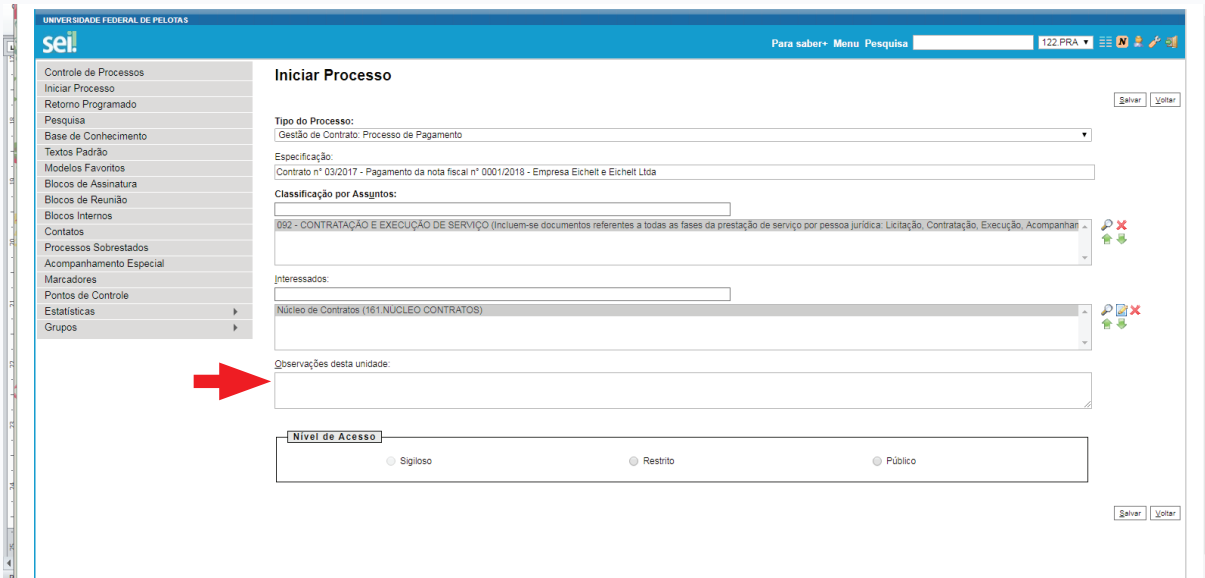 UNIVERSIDADE FEDERAL DE PELOTAS
sei!
Para saber+ Menu Pesquisa 122.PRA
Controle de Processos
Iniciar Processo
Retorno Programado
Pesquisa
Base de Conhecimento
Textos Padrão
Modelos Favoritos
Blocos de Assinatura
Blocos de Reunião
Blocos Internos
Contatos
Processos Sobrestados
Acompanhamento Especial
Marcadores
Pontos de Controle
Estatísticas
Grupos
Iniciar Processo
Salvar Voltar
Tipo do Processo:
Gestão de Contrato: Processo de Pagamento
Especificação:
Contrato n° 03/2017 - Pagamento da nota fiscal n° 0001/2018 - Empresa Eichelt e Eichelt Ltda
Classificação por Assuntos:
092 - CONTRATAÇÃO E EXECUÇÃO DE SERVIÇO (Incluem-se documentos referentes a todas as fases da prestação de serviço por pessoa jurídica: Licitação, Contratação, Execução, Acompanhar
Interessados:
Núcleo de Contratos (161.NÚCLEO CONTRATOS)
Observações desta unidade:
Nível de Acesso
Sigiloso Restrito Público
Salvar Voltar